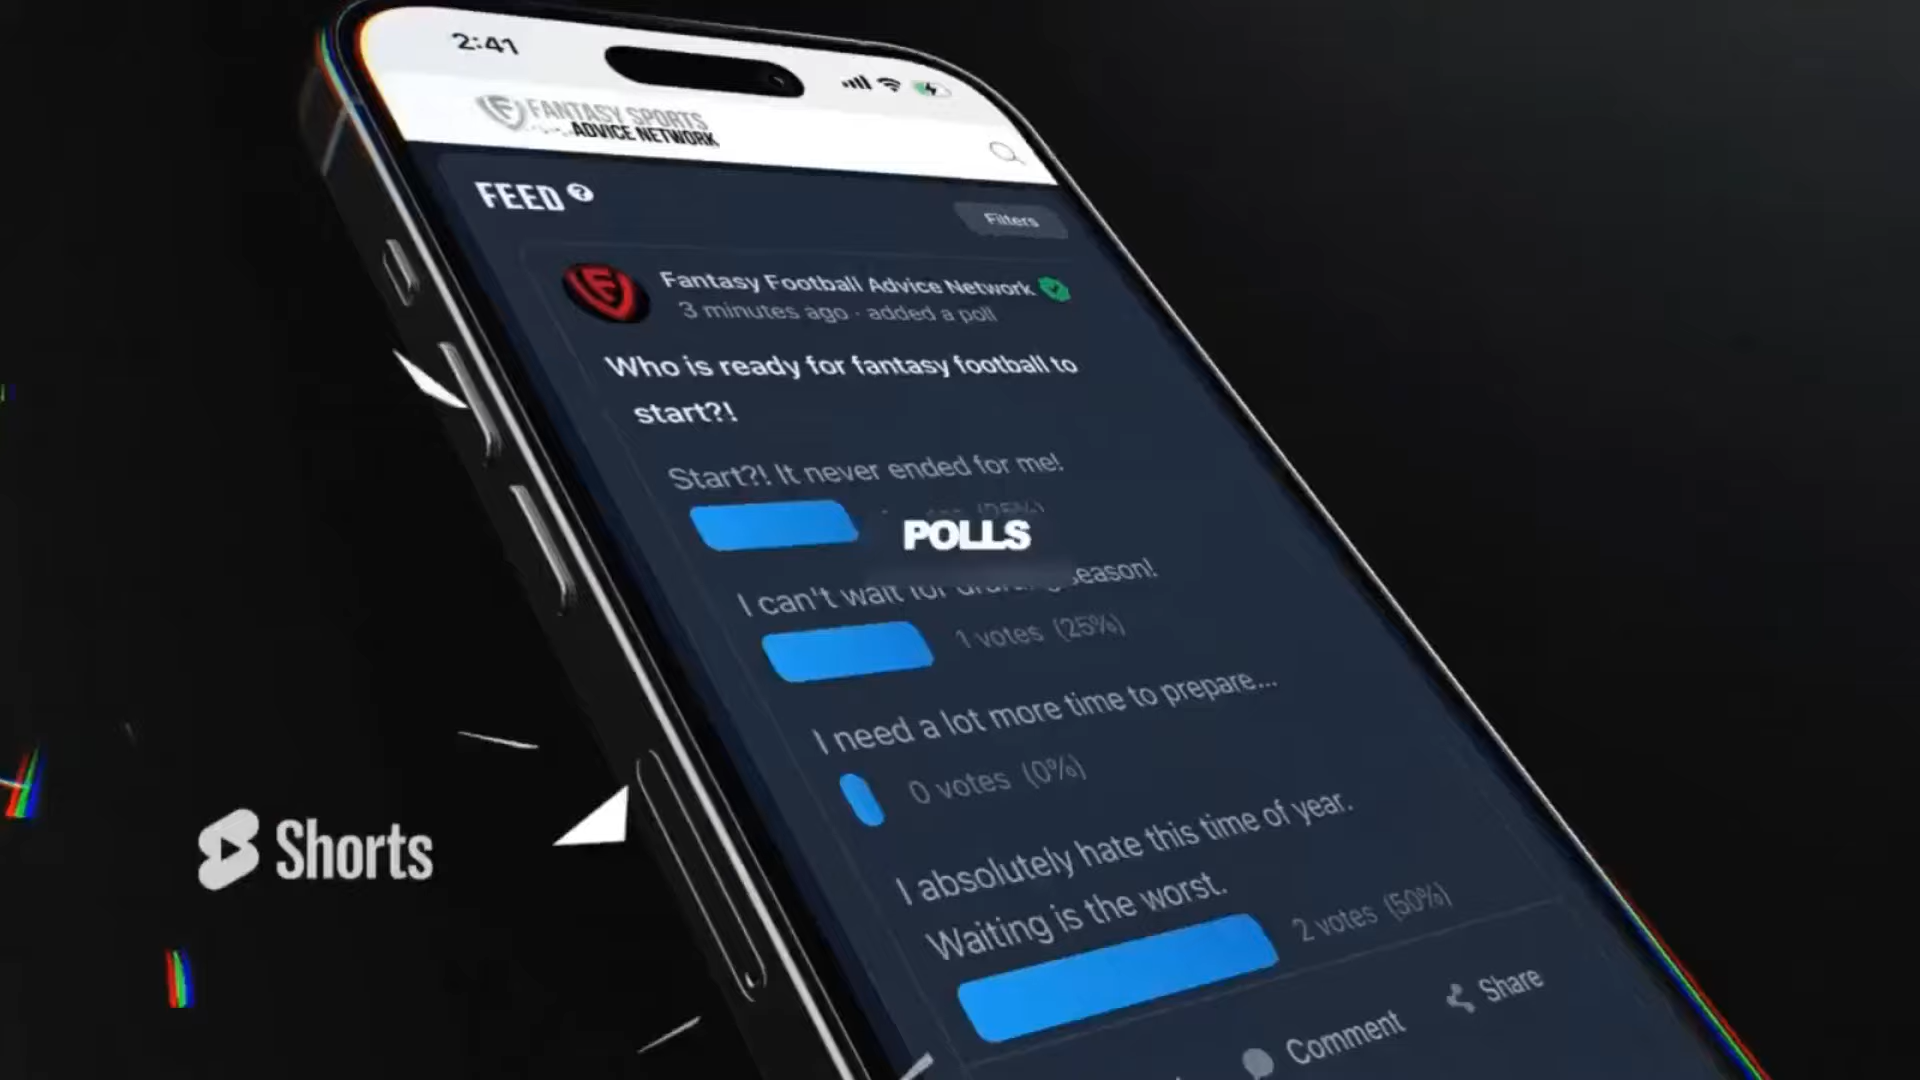 2:41
FANTASY SPORTS
ADVICE NETWORK
FEED
Filters
Fantasy Football Advice Network
3 minutes ago · added a poll
Who is ready for fantasy football to
start?!
Start?! It never ended for me!
(25%)
POLLS
I can't wait for season!
1 votes (25%)
I need a lot more time to prepare...
0 votes (0%)
I absolutely hate this time of year.
Waiting is the worst.
2 votes (50%)
Comment
Share
Shorts